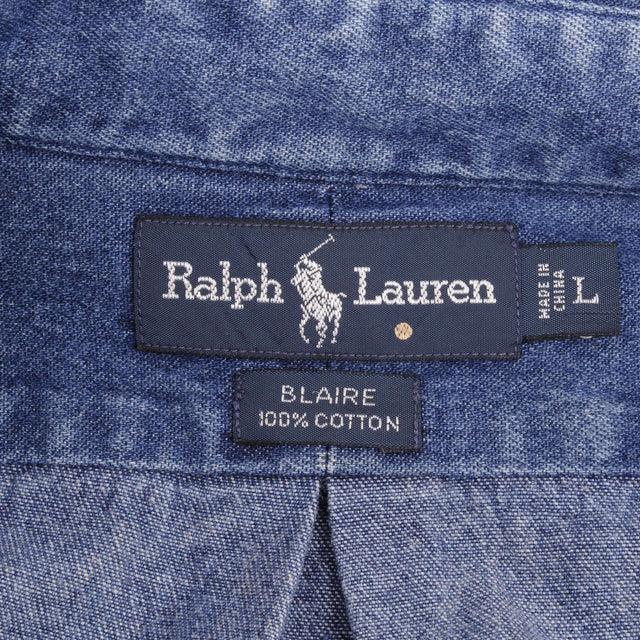 Ralph Lauren
MADE IN
CHINA
L
BLAIRE
100% COTTON